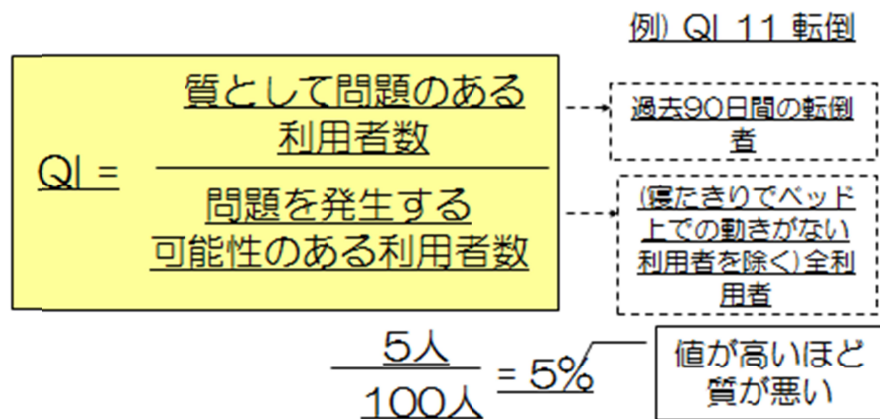 例) QI 11 転倒
QI =
質として問題のある
利用者数
問題を発生する
可能性のある利用者数
過去90日間の転倒
者
(寝たきりでベッド
上での動きがない
利用者を除く)全利
用者
5人
100人
= 5%
値が高いほど
質が悪い